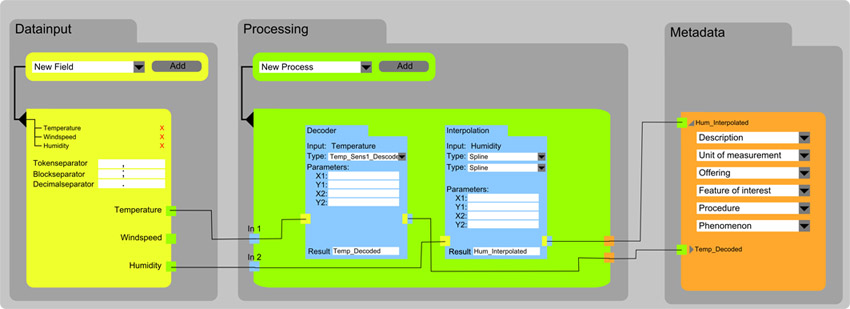 Datainput
New Field
Add
Temperature X
Windspeed X
Humidity X
Tokenseparator
Blockseparator ;
Decimalseparator .
Temperature
Windspeed
Humidity
Processing
New Process
Add
In 1
In 2
Decoder
Input: Temperature
Type: Temp_Sens1_Descode
Parameters:
X1:
Y1:
X2:
Y2:
Result Temp_Decoded
Interpolation
Input: Humidity
Type: Spline
Type: Spline
Parameters:
X1:
Y1:
X2:
Y2:
Result Hum_Interpolated
Metadata
Hum_Interpolated
Description
Unit of measurement
Offering
Feature of interest
Procedure
Phenomenon
Temp_Decoded